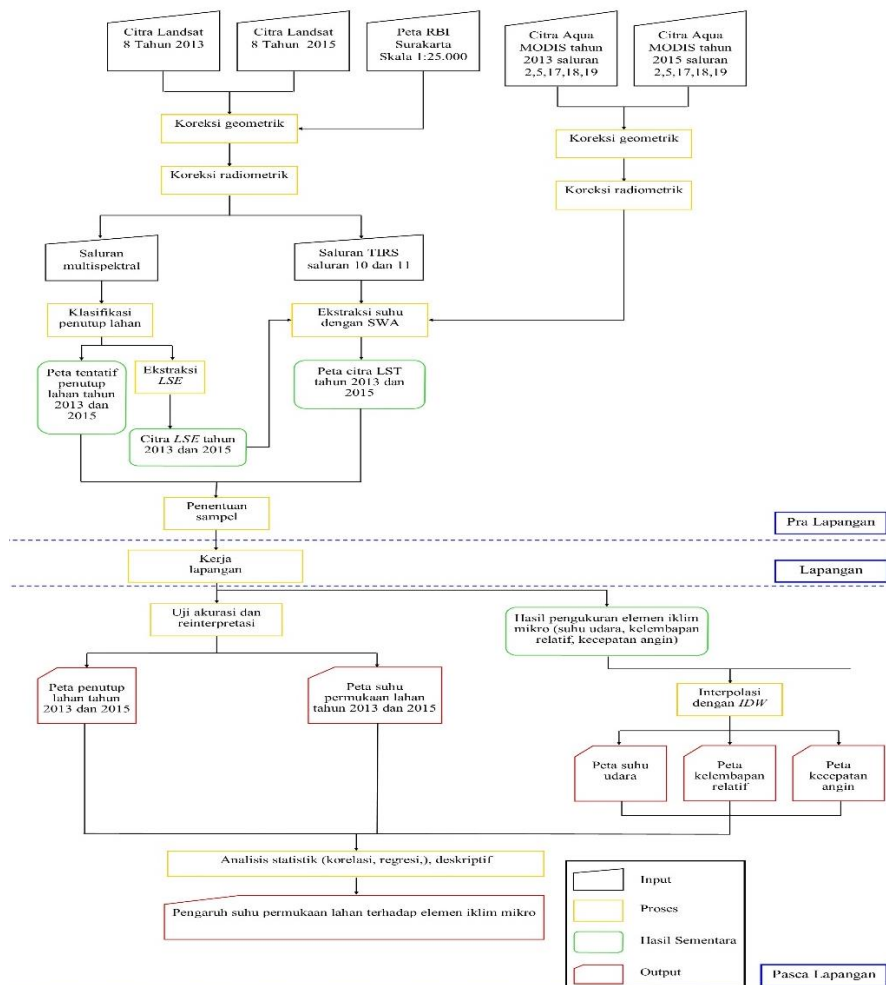 Citra Landsat
8 Tahun 2013
Citra Landsat
8 Tahun 2015
Peta RBI
Surakarta
Skala 1:25.000
Citra Aqua
MODIS tahun
2013 saluran
2,5,17,18,19
Citra Aqua
MODIS tahun
2015 saluran
2,5,17,18,19
Koreksi geometrik
Koreksi geometrik
Koreksi radiometrik
Koreksi radiometrik
Saluran
multispektral
Saluran TIRS
saluran 10 dan 11
Klasifikasi
penutup lahan
Ekstraksi suhu
dengan SWA
Peta tentatif
penutup
lahan tahun
2013 dan
2015
Ekstraksi
LSE
Peta citra LST
tahun 2013 dan
2015
Citra LSE tahun
2013 dan 2015
Penentuan
sampel
Pra Lapangan
Kerja
lapangan
Lapangan
Uji akurasi dan
reinterpretasi
Hasil pengukuran elemen iklim
mikro (suhu udara, kelembapan
relatif, kecepatan angin)
Peta penutup
lahan tahun
2013 dan 2015
Peta suhu
permukaan lahan
tahun 2013 dan 2015
Interpolasi
dengan IDW
Peta suhu
udara
Peta
kelembapan
relatif
Peta
kecepatan
angin
Analisis statistik (korelasi, regresi,), deskriptif
Pengaruh suhu permukaan lahan terhadap elemen iklim mikro
Input
Proses
Hasil Sementara
Output
Pasca Lapangan